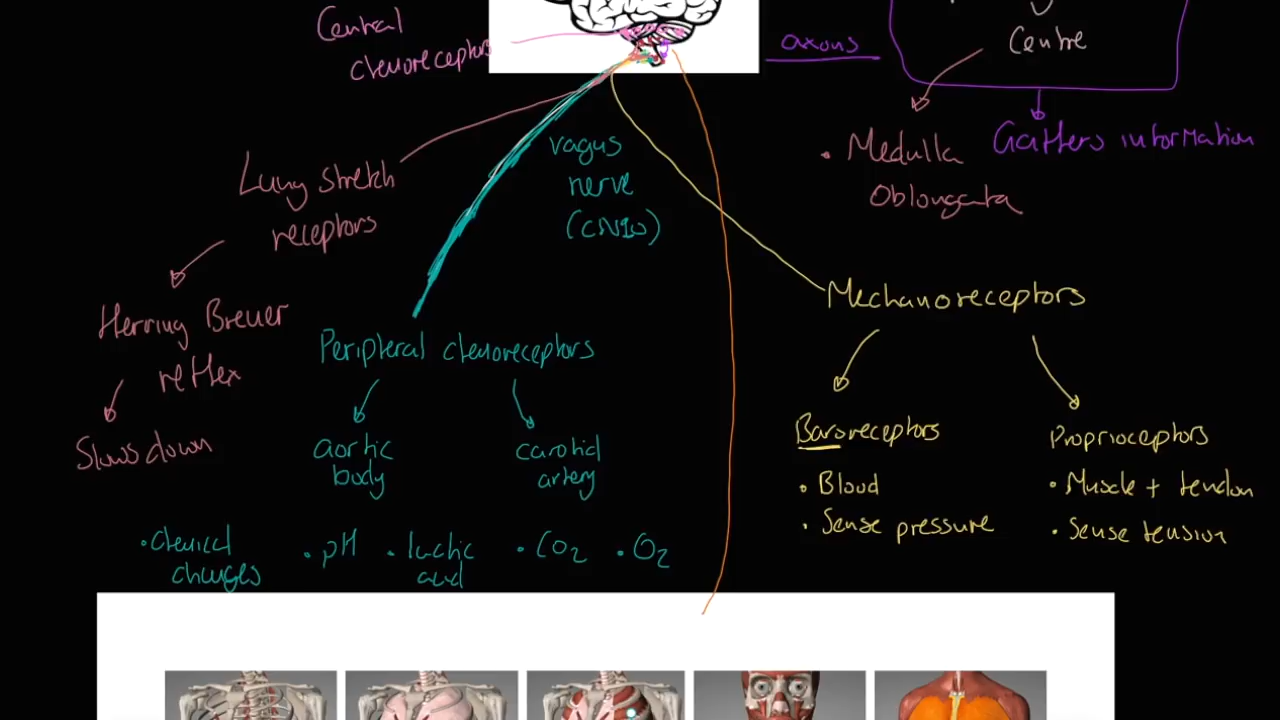 Central
chemoreceptors
axons
Centre
• Medulla
Oblongata
Gathers information
Lung stretch
receptors
vagus
nerve
(CN10)
Herring Breuer
reflex
Slows down
Peripheral chemoreceptors
aortic
body
carotid
artery
• chemical
changes
• pH
• lactic
acid
• CO2
• O2
Mechanoreceptors
Baroreceptors
• Blood
• Sense pressure
Proprioceptors
• Muscle + tendon
• Sense tension